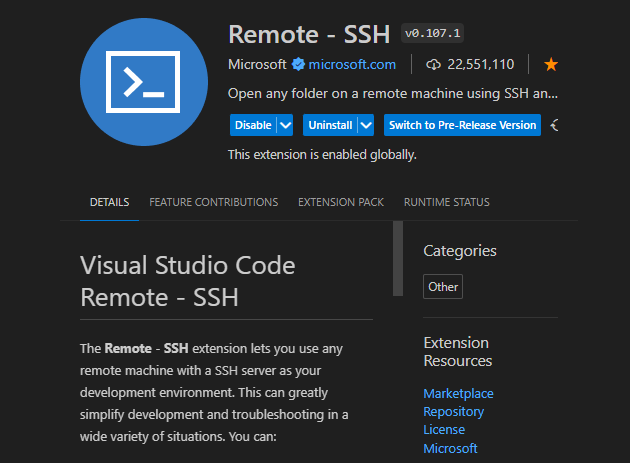 Remote - SSH v0.107.1
Microsoft microsoft.com 22,551,110
Open any folder on a remote machine using SSH an...
Disable Uninstall Switch to Pre-Release Version
This extension is enabled globally.
DETAILS FEATURE CONTRIBUTIONS EXTENSION PACK RUNTIME STATUS
Visual Studio Code
Remote - SSH
The Remote - SSH extension lets you use any
remote machine with a SSH server as your
development environment. This can greatly
simplify development and troubleshooting in a
wide variety of situations. You can:
Categories
Other
Extension
Resources
Marketplace
Repository
License
Microsoft